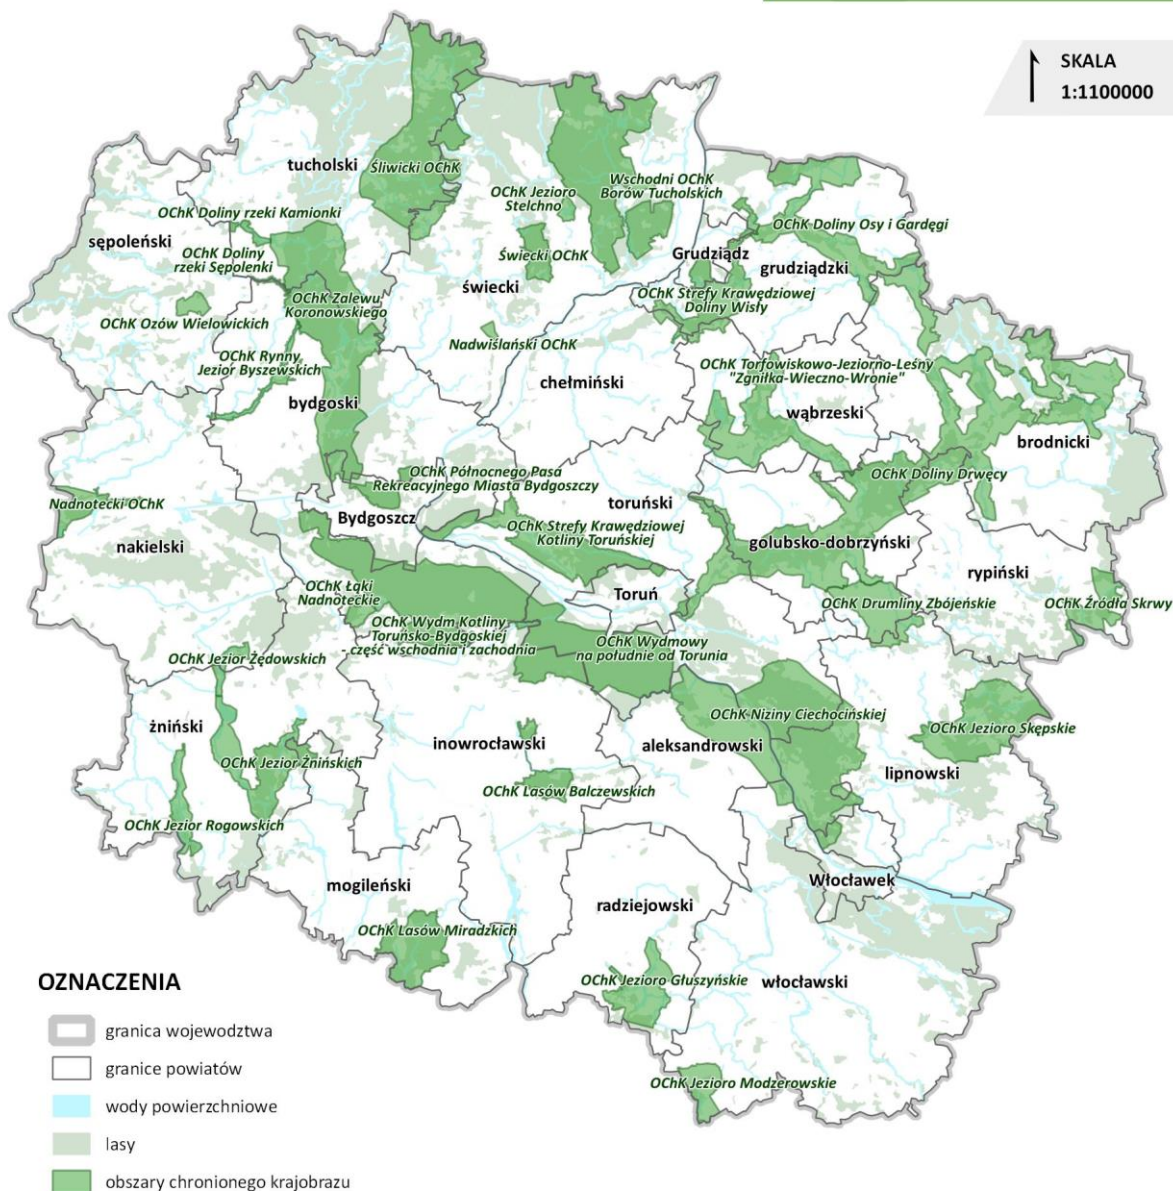 SKALA
1:1100000
tucholski
Śliwicki OChK
OChK Jezioro
Stelchno
Wschodni OChK
Borów Tucholskich
OChK Doliny rzeki Kamionki
sępoleński
OChK Doliny
rzeki Sępolenki
Świecki OChK
świecki
Grudziądz
OChK Doliny Osy i Gardęgi
grudziądzki
OChK Ozów Wielowickich
OChK Zalewu
Koronowskiego
OChK Strefy Krawędziowej
Doliny Wisły
Nadwiślański OChK
OChK Rynny
Jezior Byszewskich
bydgoski
chełmiński
OChK Torfowiskowo-Jeziorno-Leśny
"Zgniłka-Wieczno-Wronie"
wąbrzeski
brodnicki
OChK Północnego Pasa
Rekreacyjnego Miasta Bydgoszczy
OChK Doliny Drwęcy
Nadnotecki OChK
Bydgoszcz
toruński
OChK Strefy Krawędziowej
Kotliny Toruńskiej
nakielski
golubsko-dobrzyński
rypiński
OChK Łąki
Nadnoteckie
Toruń
OChK Drumliny Zbójeńskie
OChK Źródła Skrwy
OChK Wydm Kotliny
Toruńsko-Bydgoskiej
- część wschodnia i zachodnia
OChK Wydmowy
na południe od Torunia
OChK Jezior Żędowskich
żniński
OChK Niziny Ciechocińskiej
OChK Jezioro Skępskie
inowrocławski
aleksandrowski
OChK Jezior Żnińskich
lipnowski
OChK Lasów Balczewskich
OChK Jezior Rogowskich
mogileński
Włocławek
radziejowski
OChK Lasów Miradzkich
OChK Jezioro Głuszyńskie
włocławski
OChK Jezioro Modzerowskie
OZNACZENIA
granica wojewodztwa
granice powiatów
wody powierzchniowe
lasy
obszary chronionego krajobrazu